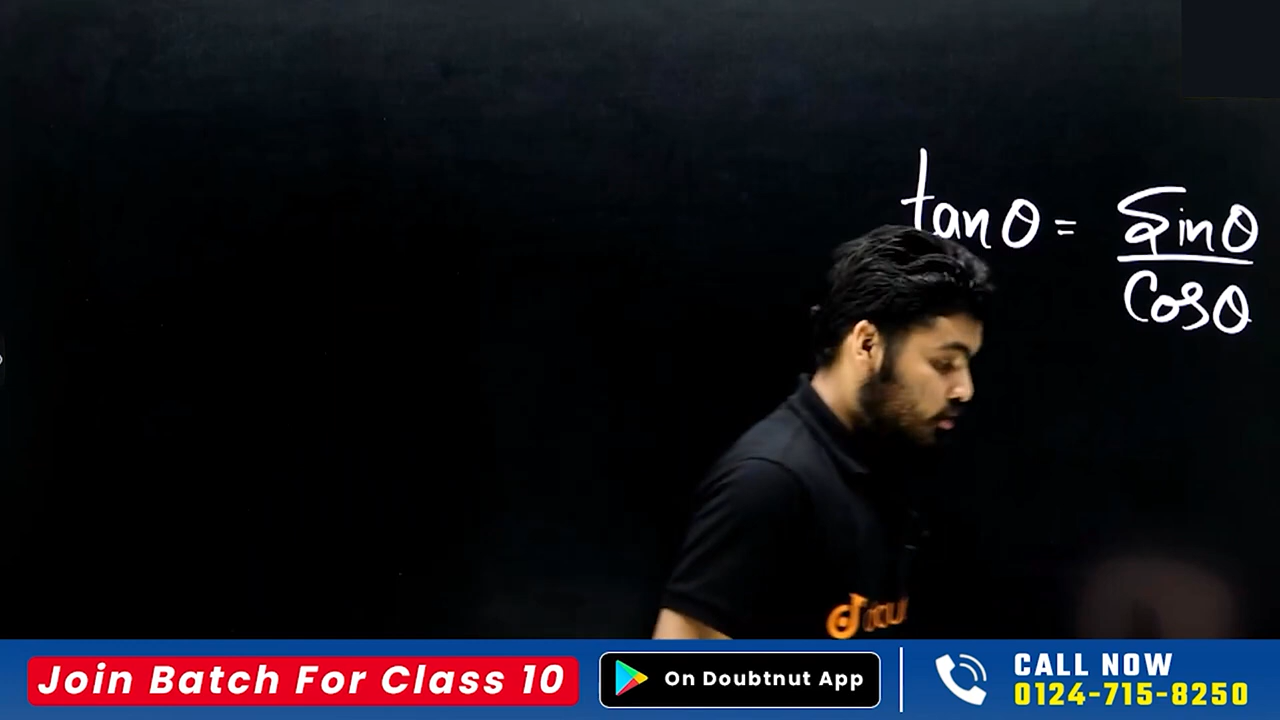 tanθ = Sinθ
Cosθ
Join Batch For Class 10
On Doubtnut App
CALL NOW
0124-715-8250